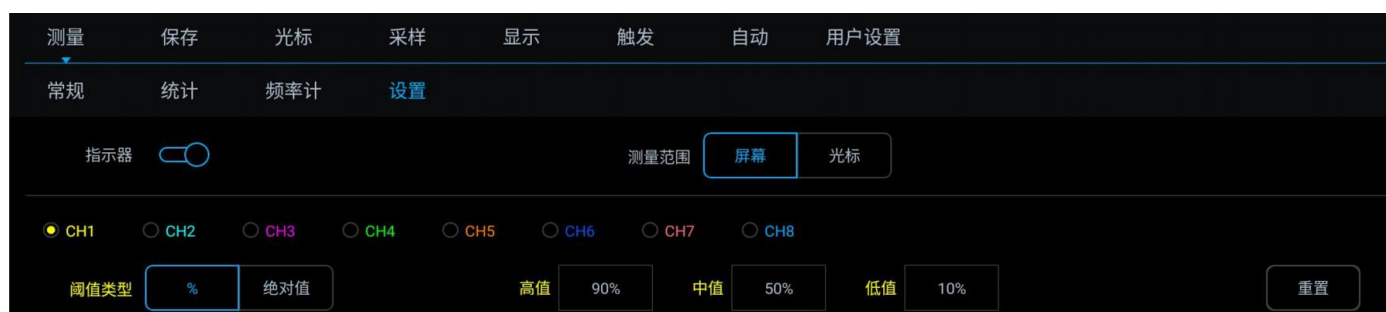 测量 保存 光标 采样 显示 触发 自动 用户设置
常规 统计 频率计 设置
指示器 测量范围 屏幕 光标
CH1 CH2 CH3 CH4 CH5 CH6 CH7 CH8
阈值类型 % 绝对值 高值 90% 中值 50% 低值 10% 重置